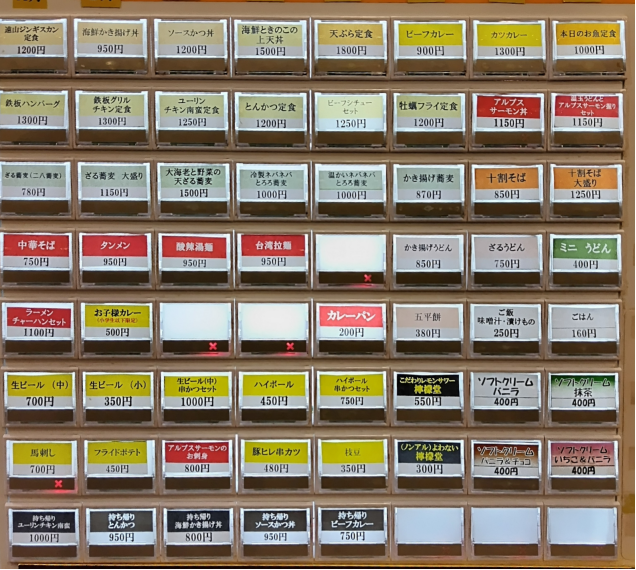 遠山ジンギスカン
定食
1200円
海鮮かき揚げ丼
950円
ソースかつ丼
1200円
海鮮ときのこの
上天丼
1500円
天ぷら定食
1800円
ビーフカレー
900円
カツカレー
1300円
本日のお魚定食
1000円
鉄板ハンバーグ
1300円
鉄板グリル
チキン定食
1300円
ユーリン
チキン南蛮定食
1250円
とんかつ定食
1200円
ビーフシチュー
セット
1250円
牡蠣フライ定食
1200円
アルプス
サーモン丼
1150円
温玉うどんと
アルプスサーモン握り
セット
1150円
ざる蕎麦(二八蕎麦)
780円
ざる蕎麦 大盛り
1150円
大海老と野菜の
天ざる蕎麦
1500円
冷製ネバネバ
とろろ蕎麦
1000円
温かいネバネバ
とろろ蕎麦
1000円
かき揚げ蕎麦
870円
十割そば
850円
十割そば
大盛り
1250円
中華そば
750円
タンメン
950円
酸辣湯麺
950円
台湾拉麺
950円
かき揚げうどん
850円
ざるうどん
750円
ミニ うどん
400円
ラーメン
チャーハンセット
1100円
お子様カレー
(小学生以下限定)
500円
カレーパン
200円
五平餅
380円
ご飯
味噌汁・漬けもの
250円
ごはん
160円
生ビール(中)
700円
生ビール(小)
350円
生ビール(中)
串かつセット
1000円
ハイボール
450円
ハイボール
串かつセット
750円
こだわりレモンサワー
檸檬堂
550円
ソフトクリーム
バニラ
400円
ソフトクリーム
抹茶
400円
馬刺し
700円
フライドポテト
450円
アルプスサーモンの
お刺身
800円
豚ヒレ串カツ
480円
枝豆
350円
(ノンアル)よわない
檸檬堂
300円
ソフトクリーム
バニラ&チョコ
400円
ソフトクリーム
いちご&バニラ
400円
持ち帰り
ユーリンチキン南蛮
1000円
持ち帰り
とんかつ
950円
持ち帰り
海鮮かき揚げ丼
800円
持ち帰り
ソースかつ丼
950円
持ち帰り
ビーフカレー
750円